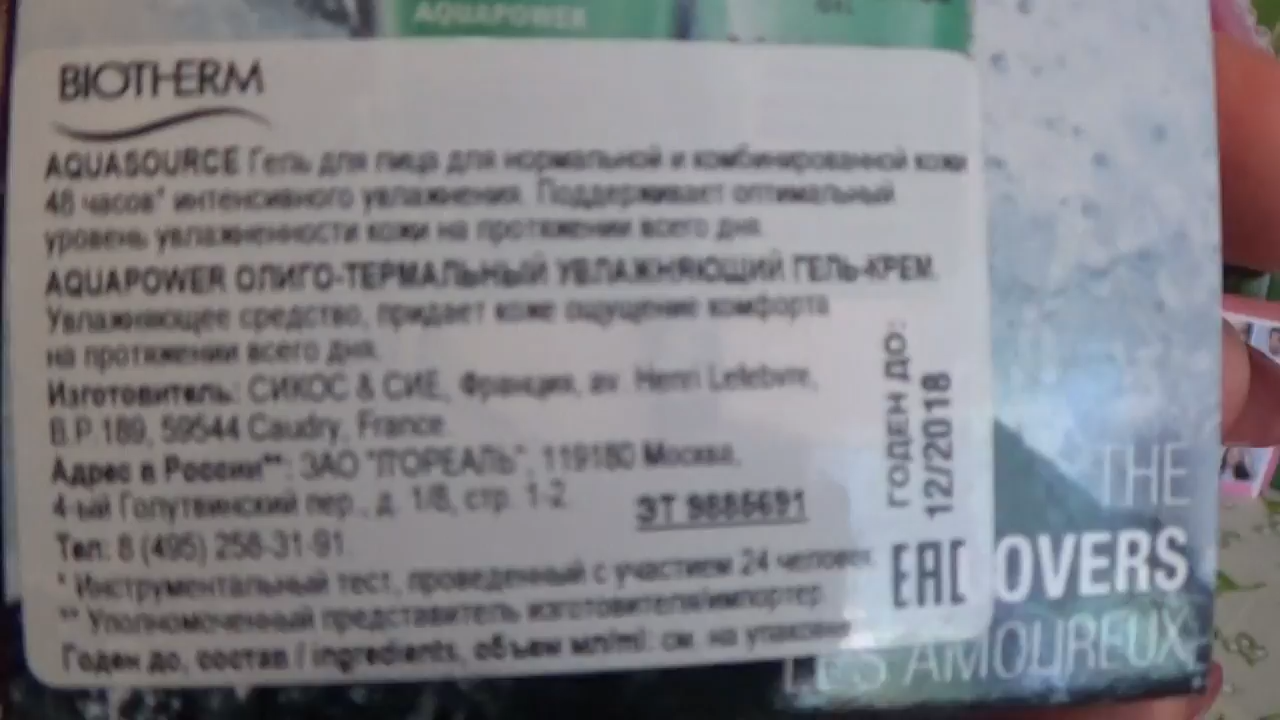 AQUAPOWER
GEL
BIOTHERM
AQUASOURCE Гель для лица для нормальной и комбинированной кожи
48 часов* интенсивного увлажнения. Поддерживает оптимальный
уровень увлажненности кожи на протяжении всего дня.
AQUAPOWER ОЛИГО-ТЕРМАЛЬНЫЙ УВЛАЖНЯЮЩИЙ ГЕЛЬ-КРЕМ.
Увлажняющее средство, придает коже ощущение комфорта
на протяжении всего дня.
Изготовитель: СИКОС & СИЕ, Франция, av. Henri Lefebvre,
B.P.189, 59544 Caudry, France
Адрес в России**: ЗАО "ЛОРЕАЛЬ", 119180 Москва,
4-ый Голутвинский пер., д. 1/8, стр. 1-2
Тел: 8 (495) 258-31-91
ЭТ
* Инструментальный тест, проведенный с участием 24 человек
** Уполномоченный представитель изготовителя/импортер
Годен до, состав / ingredients, объем мл/ml: см. на упаковке
ГОДЕН ДО:
12/2018
EAC
THE
OVERS
LES AMOUREUX